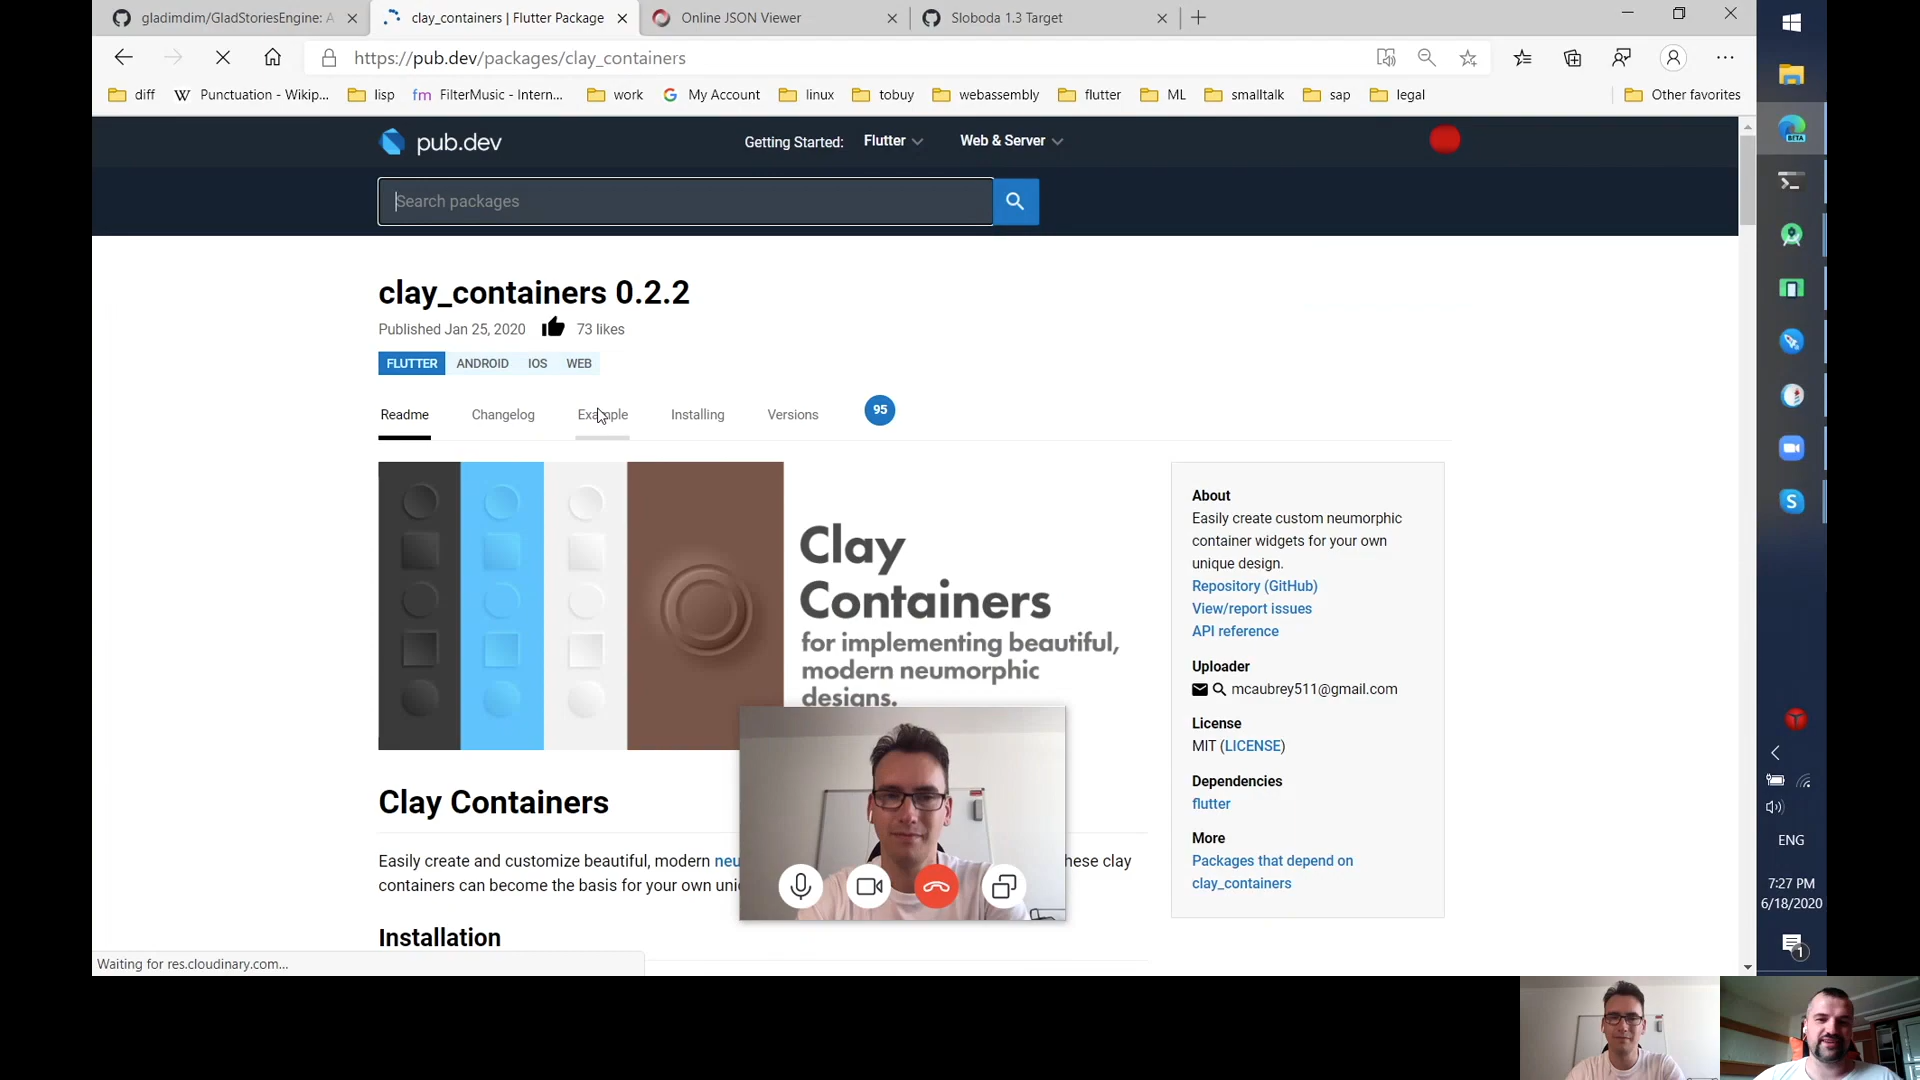 gladimdim/GladStoriesEngine: A
clay_containers | Flutter Package
Online JSON Viewer
Sloboda 1.3 Target
https://pub.dev/packages/clay_containers
diff
W Punctuation - Wikip...
lisp
fm FilterMusic - Intern...
work
G My Account
linux
tobuy
webassembly
flutter
ML
smalltalk
sap
legal
Other favorites
BETA
pub.dev
Getting Started:
Flutter
Web & Server
Search packages
clay_containers 0.2.2
Published Jan 25, 2020
73 likes
FLUTTER
ANDROID
IOS
WEB
Readme
Changelog
Example
Installing
Versions
95
Clay
Containers
for implementing beautiful,
modern neumorphic
designs.
About
Easily create custom neumorphic
container widgets for your own
unique design.
Repository (GitHub)
View/report issues
API reference
Uploader
mcaubrey511@gmail.com
License
MIT (LICENSE)
Dependencies
flutter
More
Packages that depend on
clay_containers
Clay Containers
Easily create and customize beautiful, modern neu
hese clay
containers can become the basis for your own uni
Installation
Waiting for res.cloudinary.com...
S
ENG
7:27 PM
6/18/2020
1